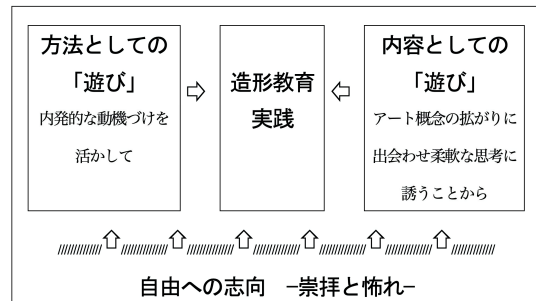 方法としての
「遊び」
内発的な動機づけを
活かして
造形教育
実践
内容としての
「遊び」
アート概念の拡がりに
出会わせ柔軟な思考に
誘うことから
自由への志向　−崇拝と怖れ−